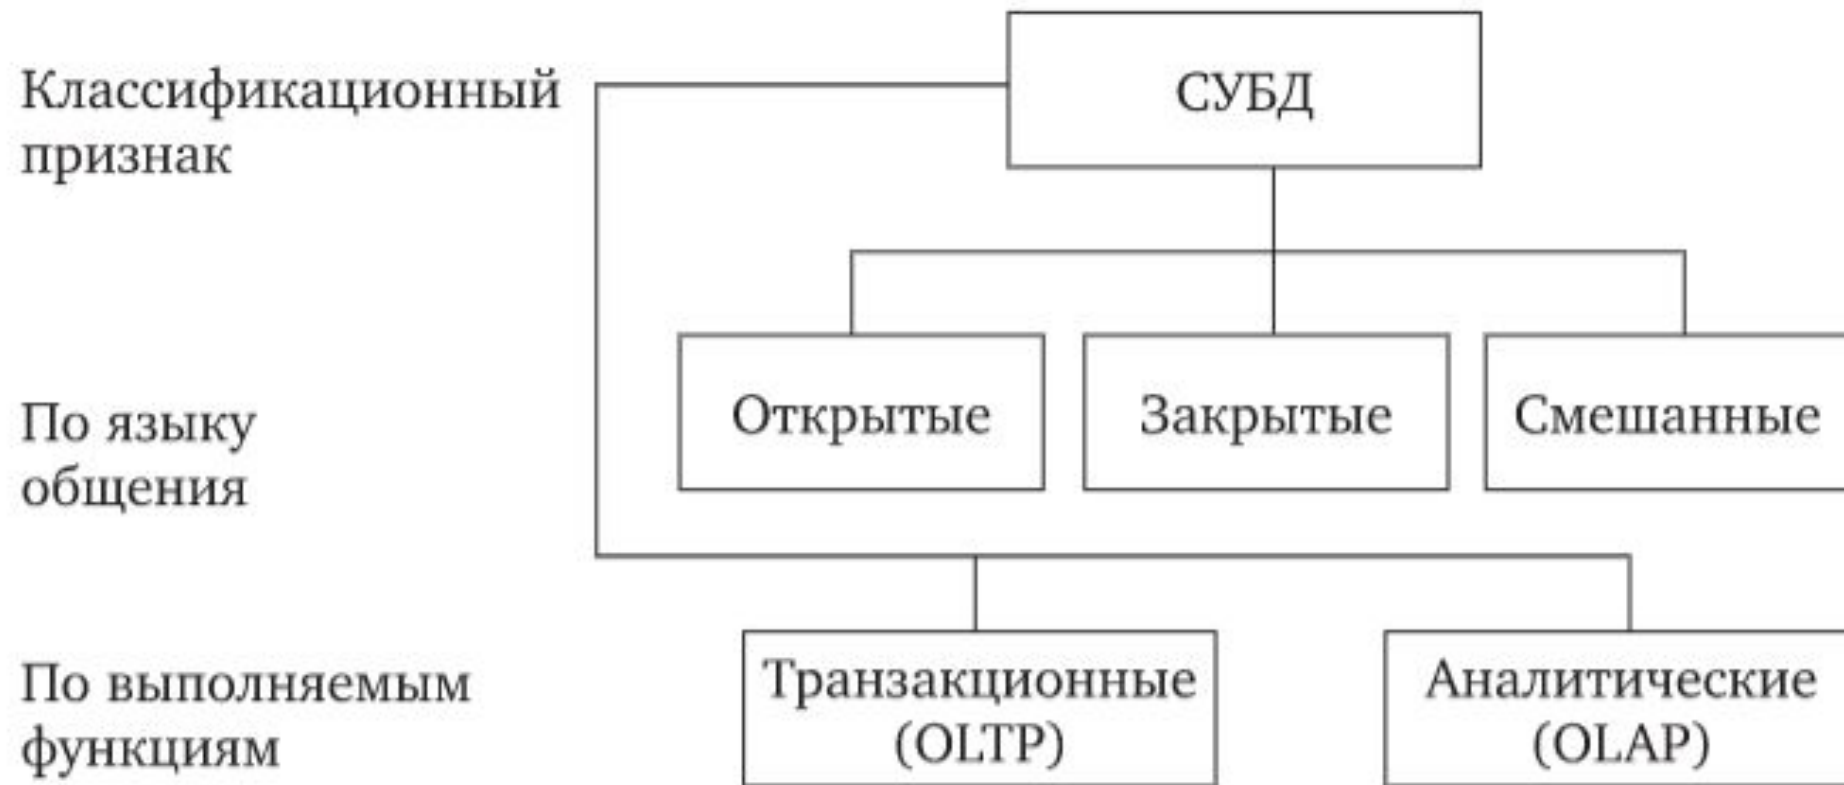 Классификационный
признак
СУБД
По языку
общения
Открытые
Закрытые
Смешанные
По выполняемым
функциям
Транзакционные
(OLTP)
Аналитические
(OLAP)